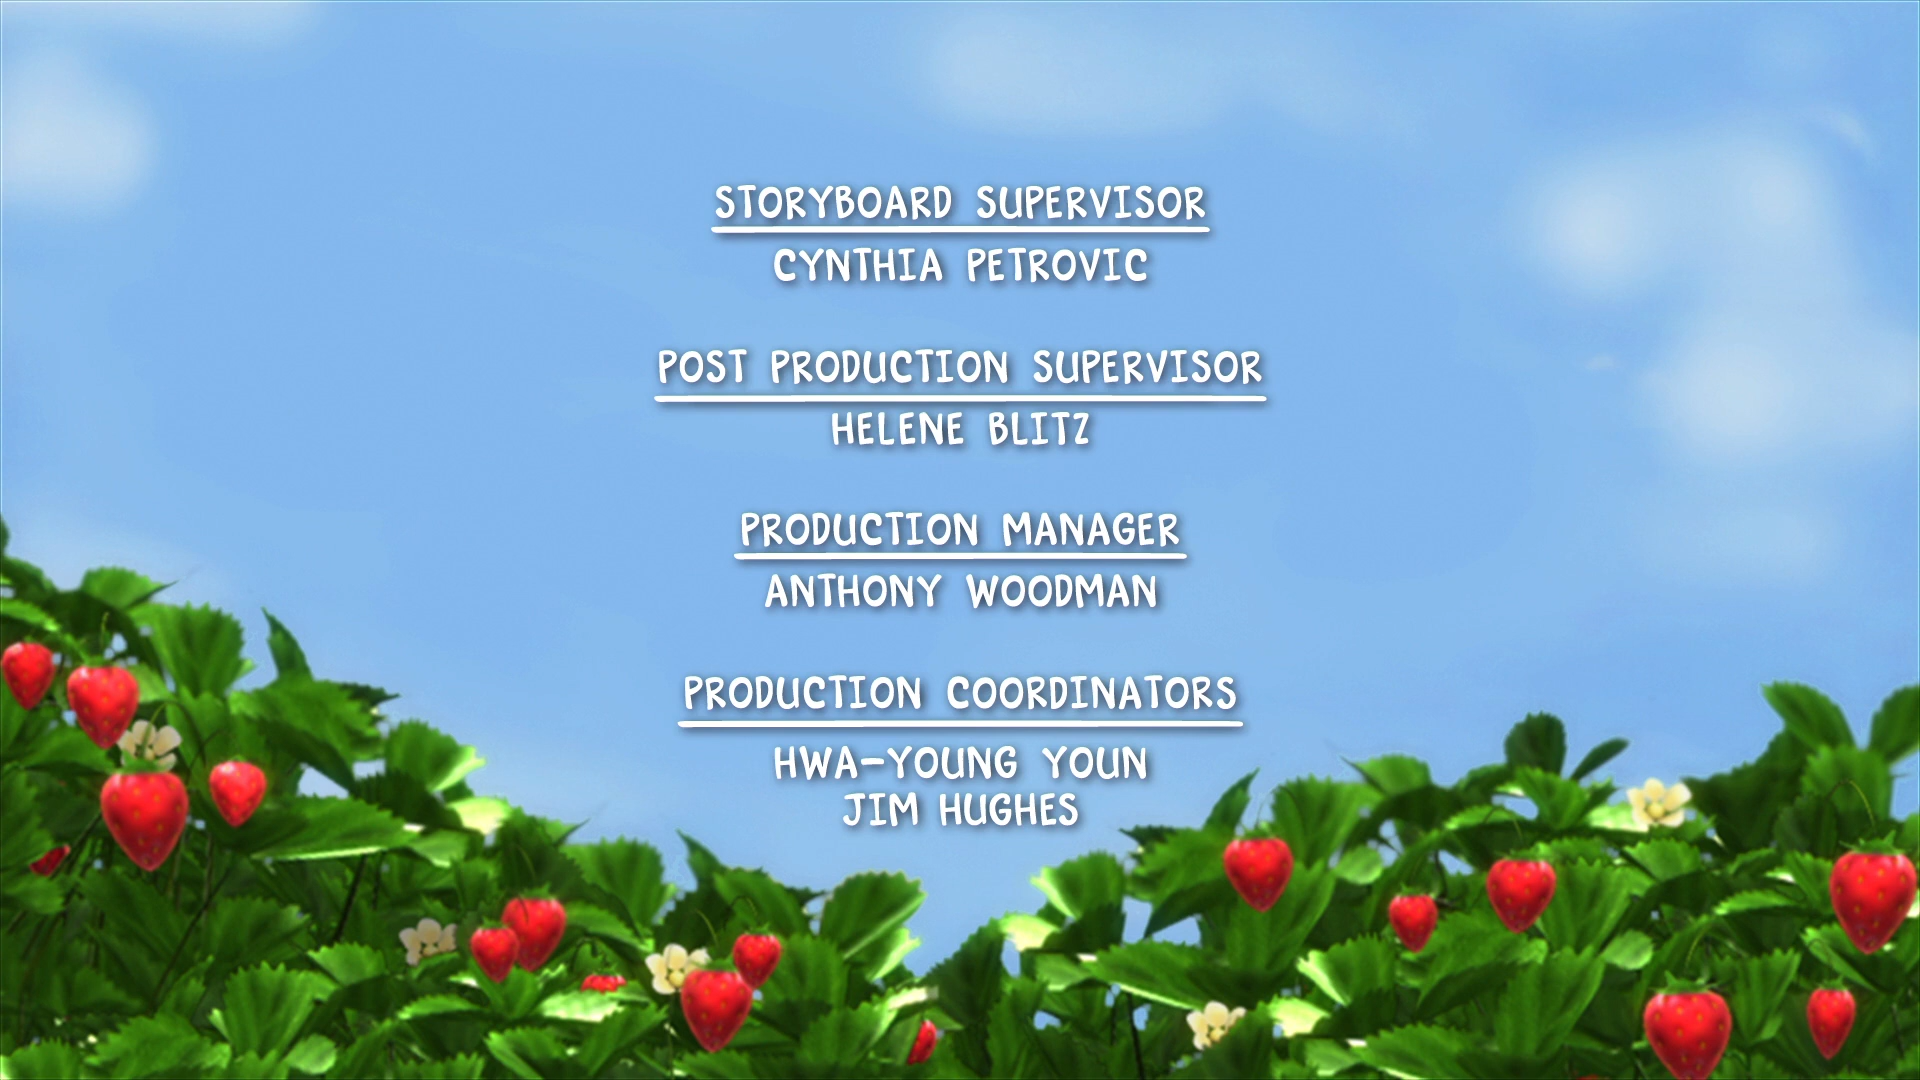 STORYBOARD SUPERVISOR
CYNTHIA PETROVIC
POST PRODUCTION SUPERVISOR
HELENE BLITZ
PRODUCTION MANAGER
ANTHONY WOODMAN
PRODUCTION COORDINATORS
HWA-YOUNG YOUN
JIM HUGHES